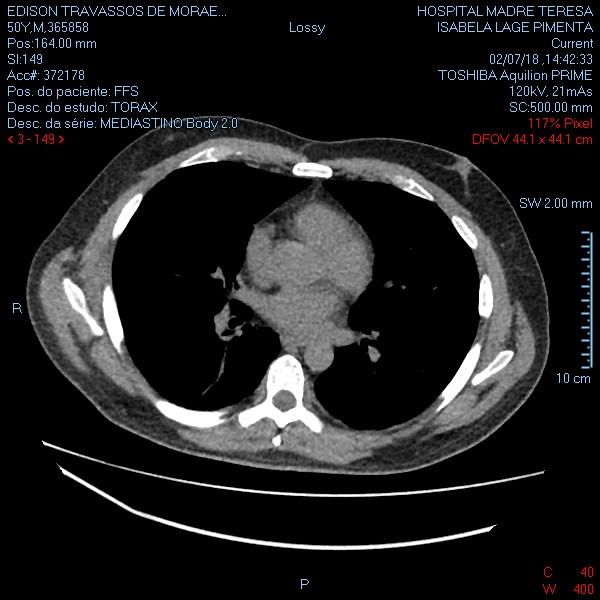 EDISON TRAVASSOS DE MORAE...
50Y,M,365858
Pos:164.00 mm
SI:149
Acc#: 372178
Pos. do paciente: FFS
Desc. do estudo: TORAX
Desc. da série: MEDIASTINO Body 2.0
< 3 - 149 >
Lossy
HOSPITAL MADRE TERESA
ISABELA LAGE PIMENTA
Current
02/07/18 ,14:42:33
TOSHIBA Aquilion PRIME
120kV, 21mAs
SC:500.00 mm
117% Pixel
DFOV 44.1 x 44.1 cm
SW 2.00 mm
R
10 cm
P
C 40
W 400